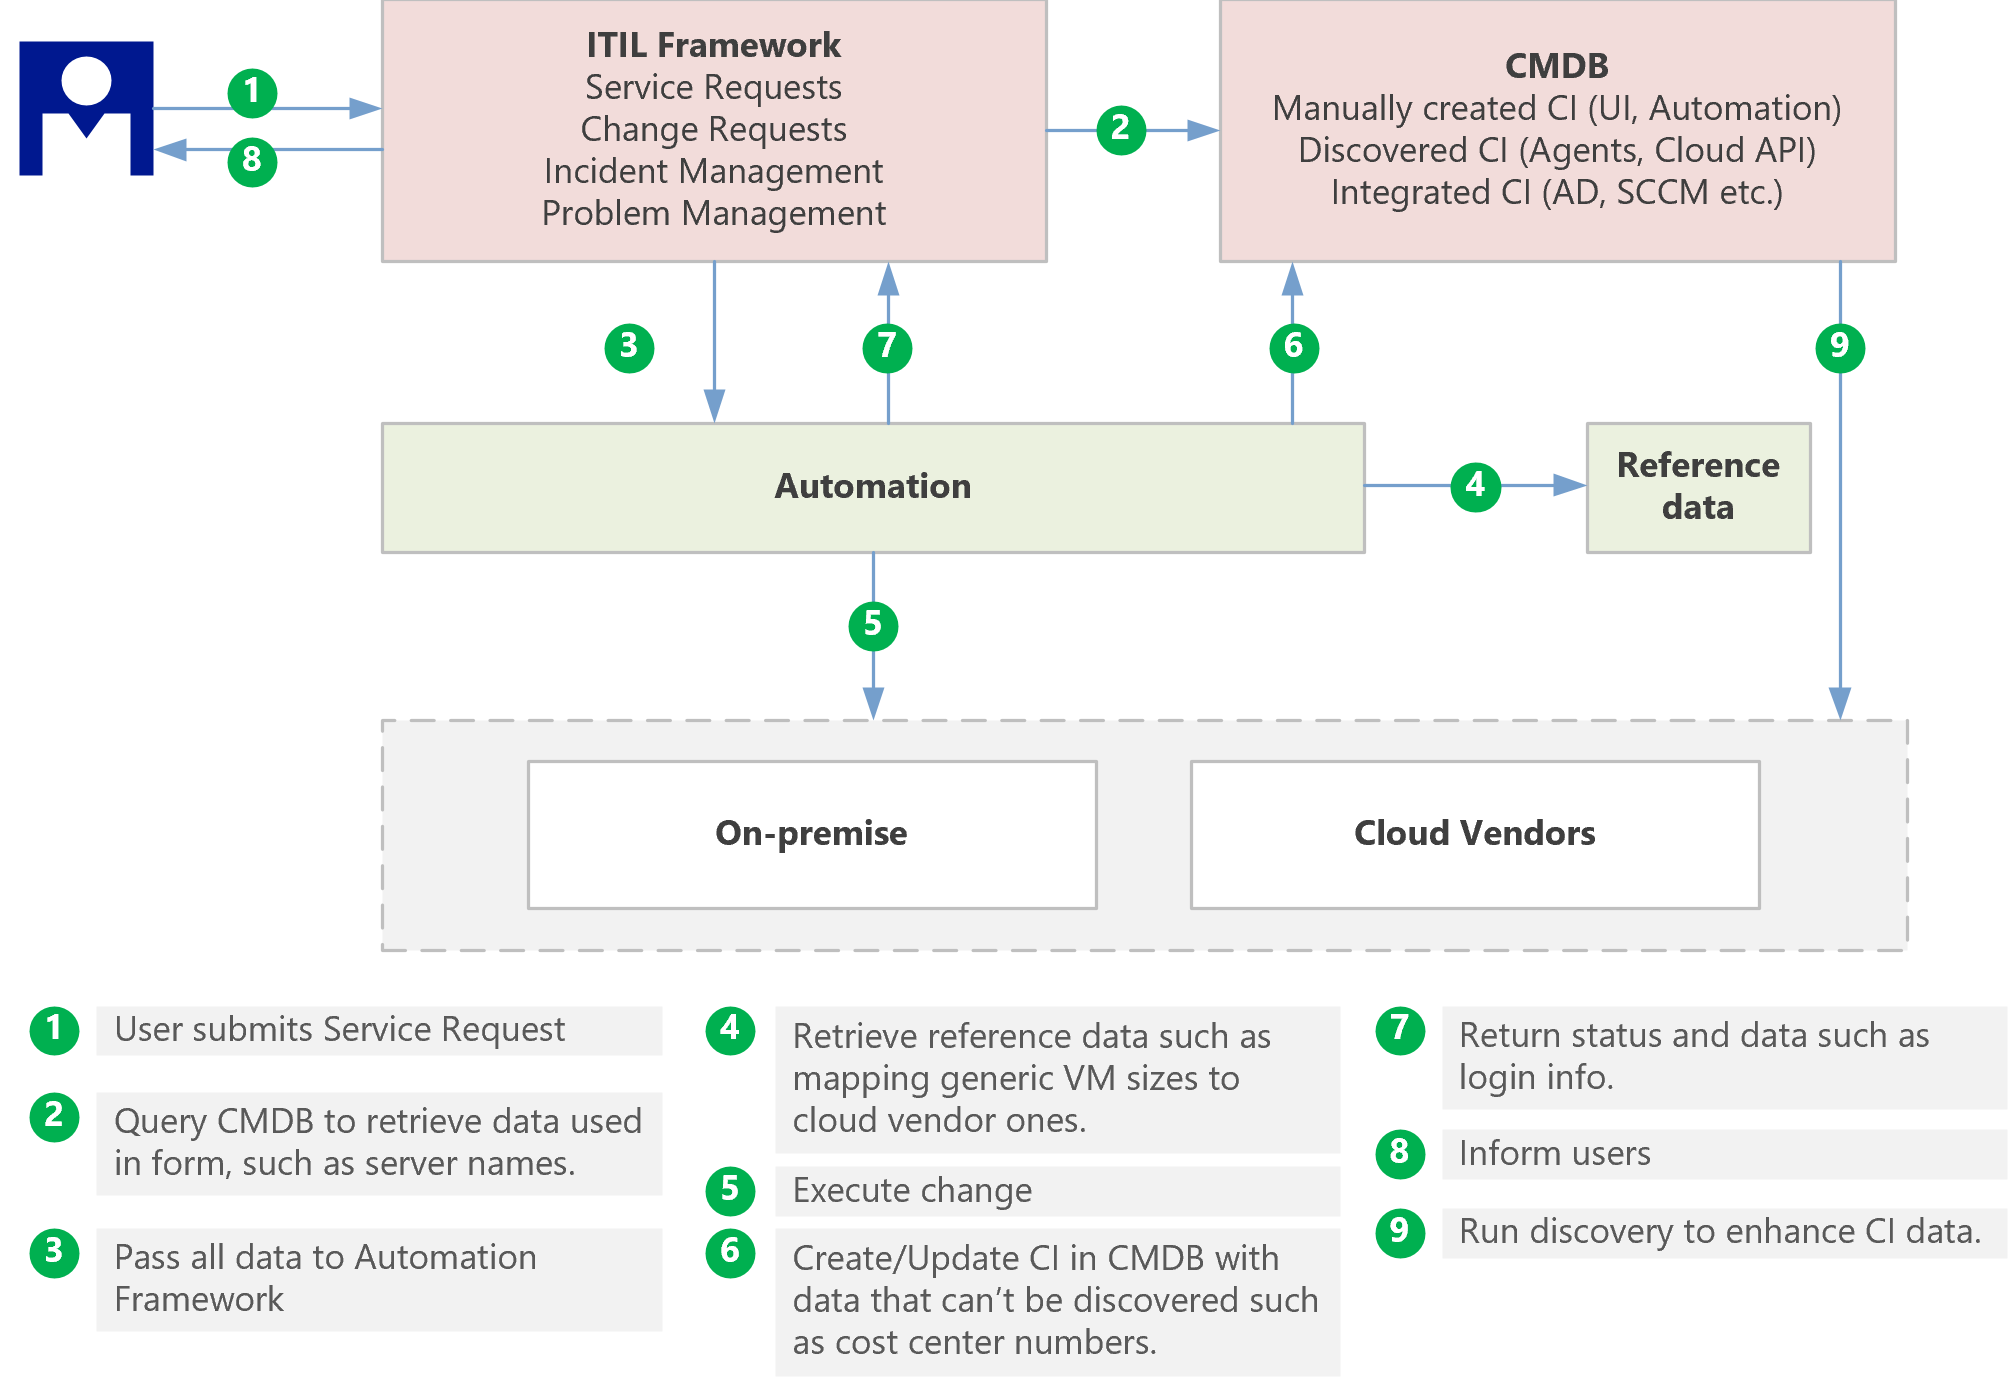 1
8
ITIL Framework
Service Requests
Change Requests
Incident Management
Problem Management
2
CMDB
Manually created CI (UI, Automation)
Discovered CI (Agents, Cloud API)
Integrated CI (AD, SCCM etc.)
3
7
6
9
Automation
4
Reference
data
5
On-premise
Cloud Vendors
1
User submits Service Request
2
Query CMDB to retrieve data used
in form, such as server names.
3
Pass all data to Automation
Framework
4
Retrieve reference data such as
mapping generic VM sizes to
cloud vendor ones.
5
Execute change
6
Create/Update CI in CMDB with
data that can’t be discovered such
as cost center numbers.
7
Return status and data such as
login info.
8
Inform users
9
Run discovery to enhance CI data.